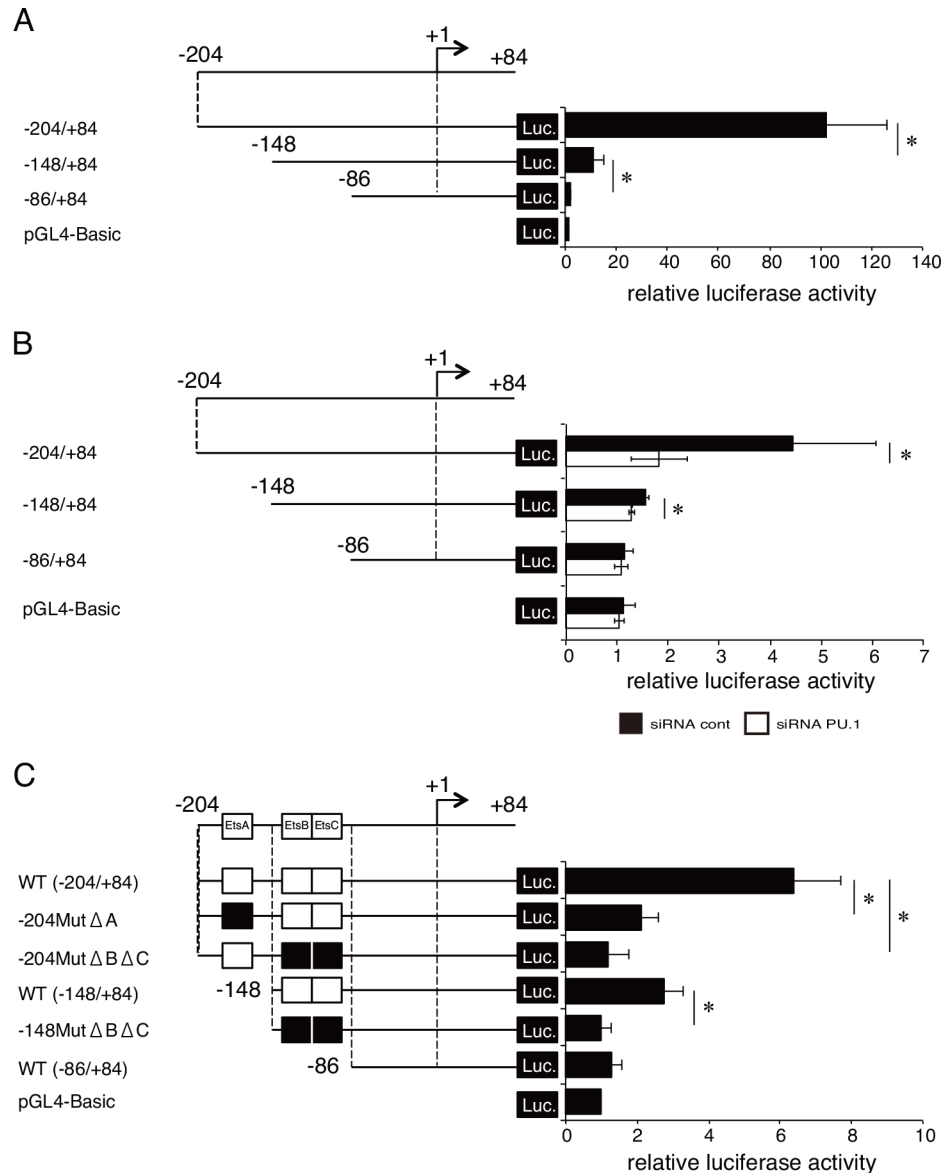 A
+1
-204
+84
-204/+84
Luc.
*
-148
-148/+84
Luc.
*
-86
-86/+84
Luc.
pGL4-Basic
Luc.
0 20 40 60 80 100 120 140
relative luciferase activity
B
+1
-204
+84
-204/+84
Luc.
*
-148
-148/+84
Luc.
*
-86
-86/+84
Luc.
pGL4-Basic
Luc.
0 1 2 3 4 5 6 7
relative luciferase activity
siRNA cont
siRNA PU.1
C
+1
-204
+84
EtsA
EtsB
EtsC
WT (-204/+84)
Luc.
*
*
-204Mut Δ A
Luc.
-204Mut Δ B Δ C
Luc.
WT (-148/+84)
-148
Luc.
*
-148Mut Δ B Δ C
Luc.
WT (-86/+84)
-86
Luc.
pGL4-Basic
Luc.
0 2 4 6 8 10
relative luciferase activity